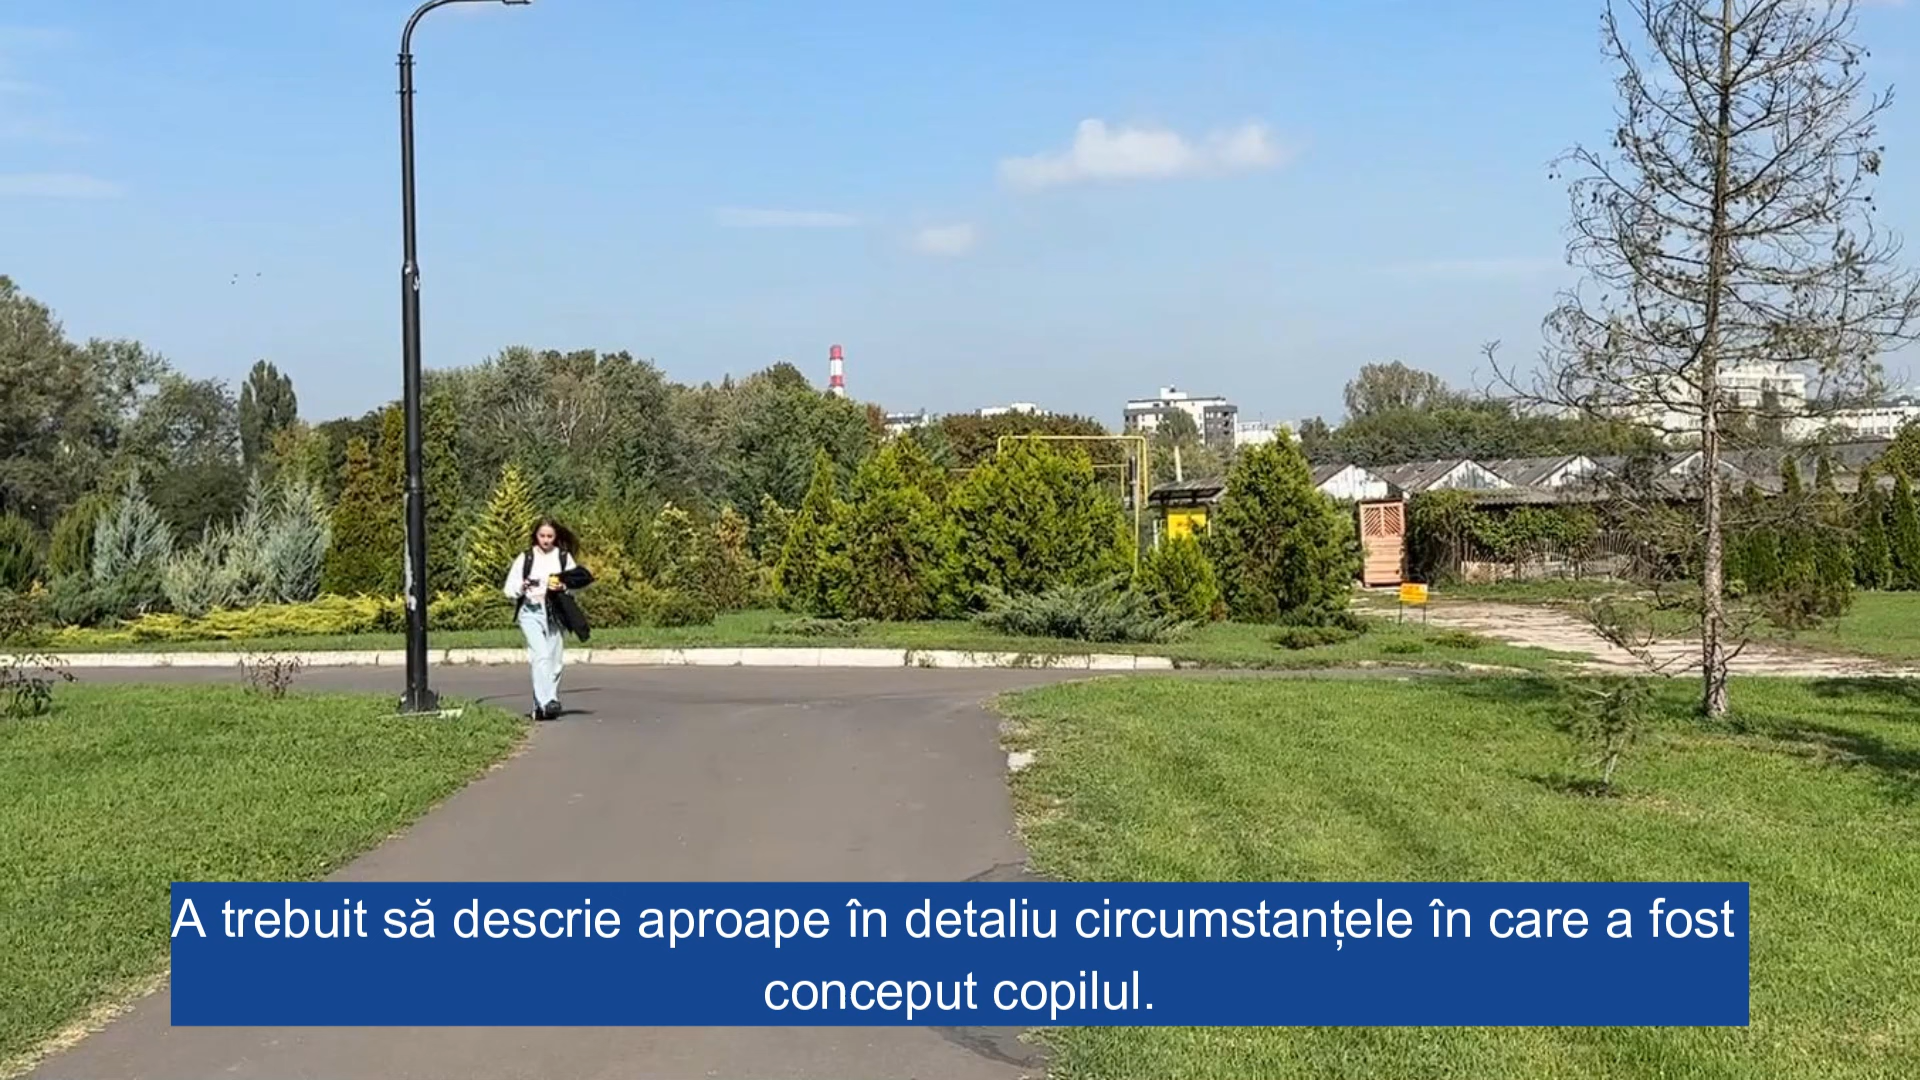 A trebuit să descrie aproape în detaliu circumstanțele în care a fost
conceput copilul.